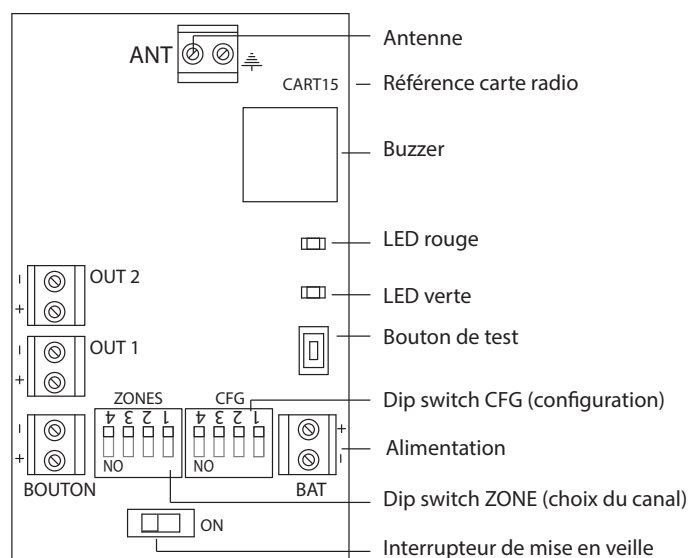 ANT
Antenne
CART15
Référence carte radio
Buzzer
LED rouge
LED verte
Bouton de test
- OUT 2
+
- OUT 1
+
ZONES
CFG
4 3 2 1
4 3 2 1
NO
NO
-
+
BOUTON
+
-
BAT
Dip switch CFG (configuration)
Alimentation
Dip switch ZONE (choix du canal)
ON
Interrupteur de mise en veille